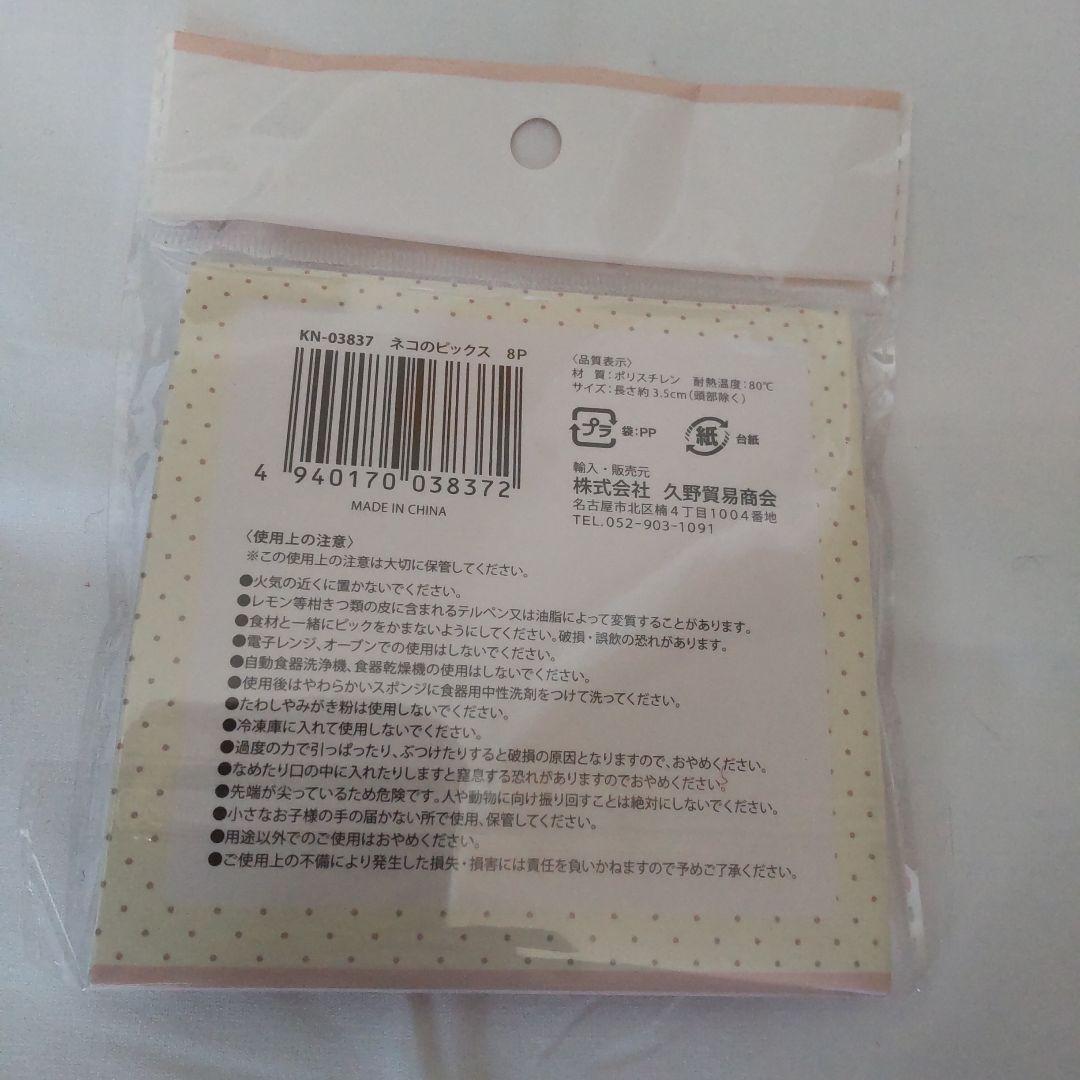 KN-03837 ネコのピックス 8P
4 940170 038372
MADE IN CHINA
〈品質表示〉
材 質：ポリスチレン 耐熱温度：80℃
サイズ：長さ約3.5cm（頭部除く）
プラ 袋：PP 紙 台紙
輸入・販売元
株式会社 久野貿易商会
名古屋市北区楠4丁目1004番地
TEL.052-903-1091
〈使用上の注意〉
※この使用上の注意は大切に保管してください。
●火気の近くに置かないでください。
●レモン等柑きつ類の皮に含まれるテルペン又は油脂によって変質することがあります。
●食材と一緒にピックをかまないようにしてください。破損・誤飲の恐れがあります。
●電子レンジ、オーブンでの使用はしないでください。
●自動食器洗浄機、食器乾燥機の使用はしないでください。
●使用後はやわらかいスポンジに食器用中性洗剤をつけて洗ってください。
●たわしやみがき粉は使用しないでください。
●冷凍庫に入れて使用しないでください。
●過度の力で引っぱったり、ぶつけたりすると破損の原因となりますので、おやめください。
●なめたり口の中に入れたりしますと窒息する恐れがありますのでおやめください。
●先端が尖っているため危険です。人や動物に向け振り回すことは絶対にしないでください。
●小さなお子様の手の届かない所で使用、保管してください。
●用途以外でのご使用はおやめください。
●ご使用上の不備により発生した損失・損害には責任を負いかねますので予めご了承ください。